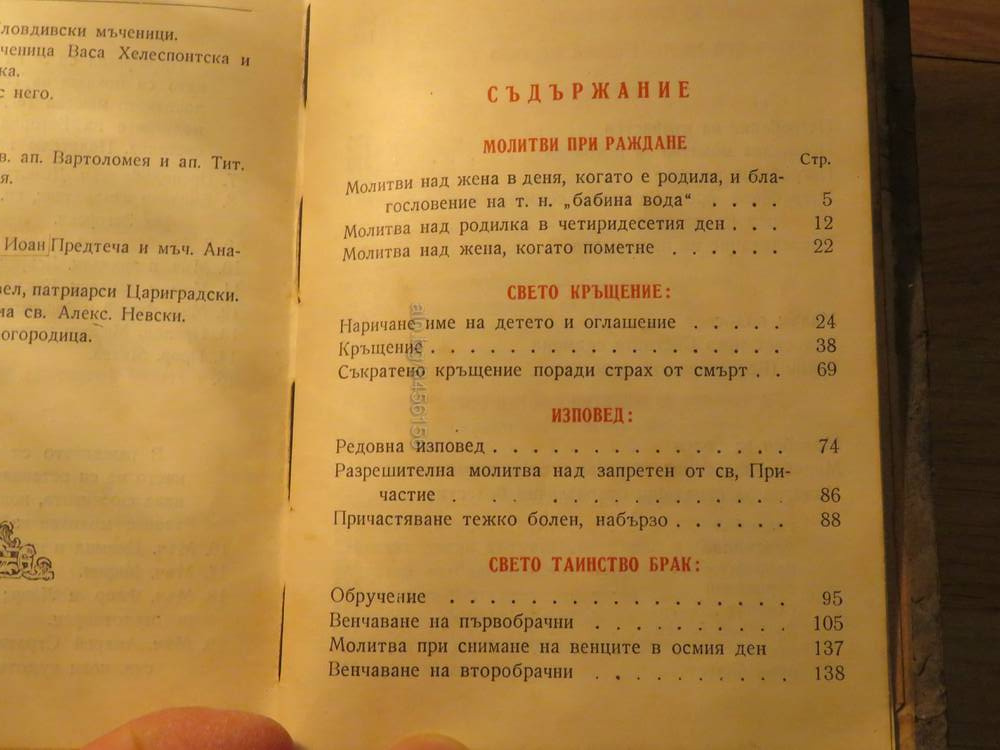 ловдивски мъченици.
ченица Васа Хелеспонтска и
ка.
с него.
в. ап. Вартоломея и ап. Тит.
я.
Иоан Предтеча и мъч. Ана-
вел, патриарси Цариградски.
на св. Алекс. Невски.
огородица.
СЪДЪРЖАНИЕ
МОЛИТВИ ПРИ РАЖДАНЕ
Стр.
Молитви над жена в деня, когато е родила, и бла-
гословение на т. н. „бабина вода“ . . . . 5
Молитва над родилка в четиридесетия ден . . . 12
Молитва над жена, когато пометне . . . . . . 22
СВЕТО КРЪЩЕНИЕ:
Наричане име на детето и оглашение . . . . . 24
Кръщение . . . . . . . . . . . . . . . . . 38
Съкратено кръщение поради страх от смърт . . 69
ИЗПОВЕД:
Редовна изповед . . . . . . . . . . . . . . 74
Разрешителна молитва над запретен от св, При-
частие . . . . . . . . . . . . . . . . 86
Причастяване тежко болен, набързо . . . . . . 88
СВЕТО ТАИНСТВО БРАК:
Обручение . . . . . . . . . . . . . . . . 95
Венчаване на първобрачни . . . . . . . . . . 105
Молитва при снимане на венците в осмия ден 137
Венчаване на второбрачни . . . . . . . . . . 138